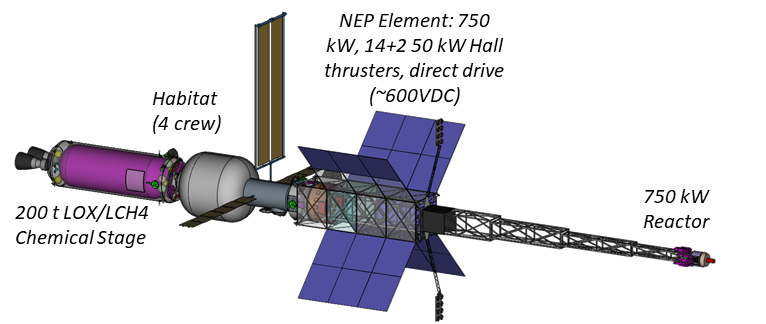 NEP Element: 750
kW, 14+2 50 kW Hall
thrusters, direct drive
(~600VDC)
Habitat
(4 crew)
200 t LOX/LCH4
Chemical Stage
750 kW
Reactor